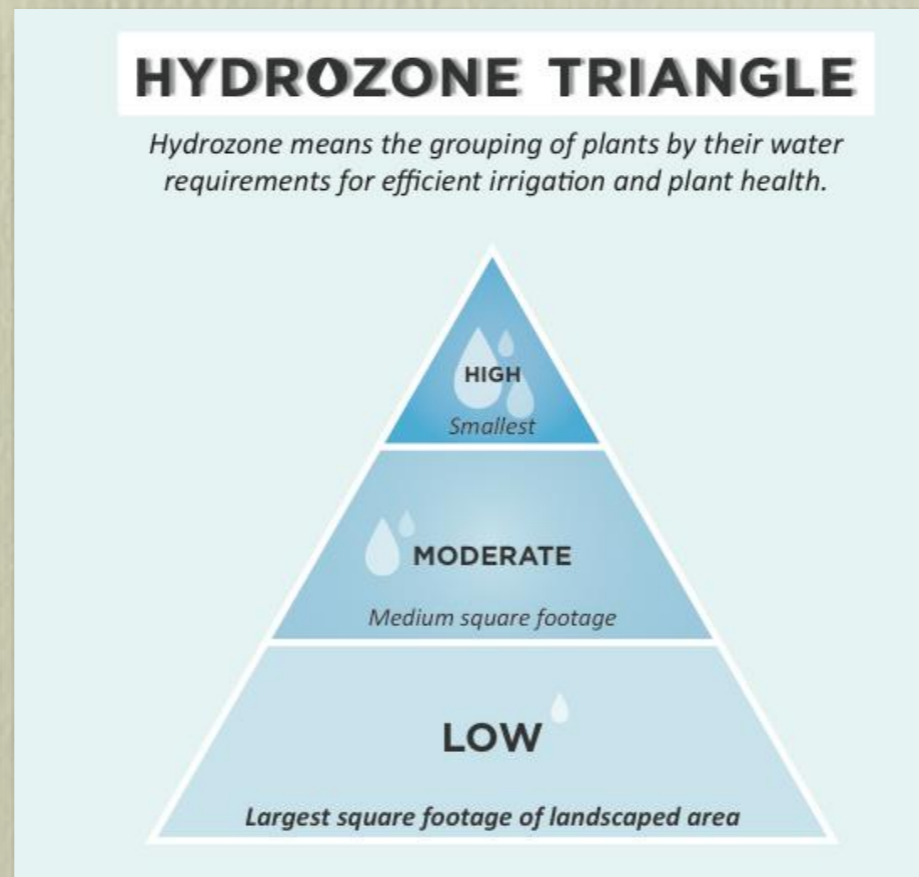 HYDROZONE TRIANGLE
Hydrozone means the grouping of plants by their water
requirements for efficient irrigation and plant health.
HIGH
Smallest
MODERATE
Medium square footage
LOW
Largest square footage of landscaped area